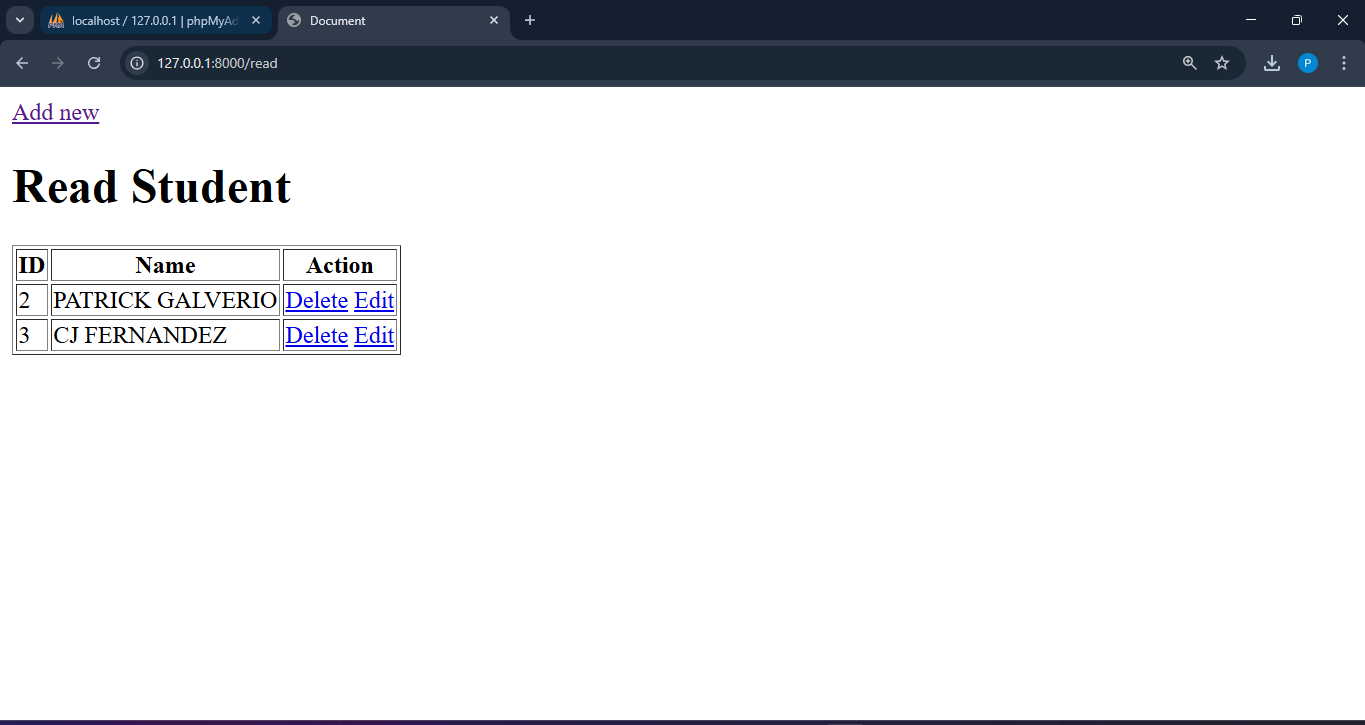 localhost / 127.0.0.1 | phpMyAd
Document
127.0.0.1:8000/read
P
Add new
Read Student
ID Name Action
2 PATRICK GALVERIO Delete Edit
3 CJ FERNANDEZ Delete Edit